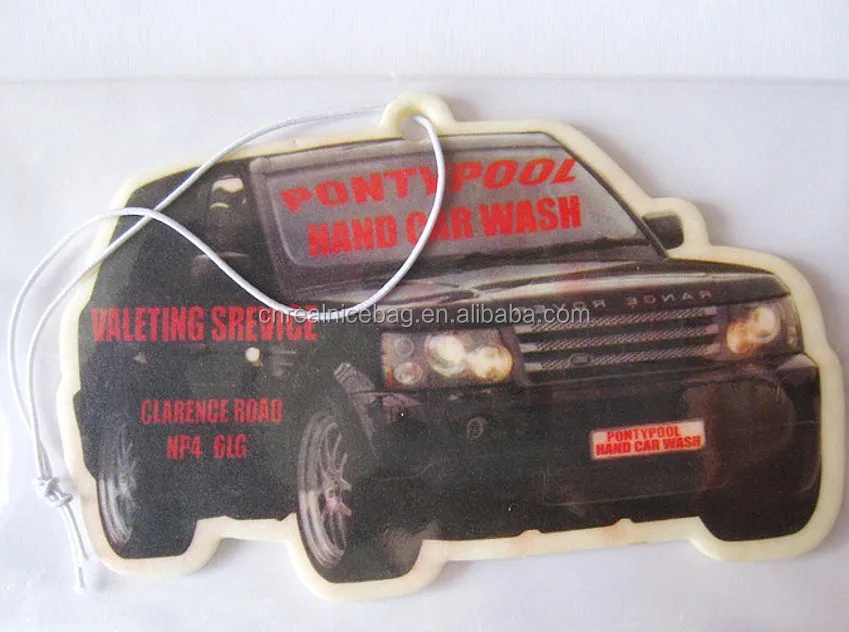 PONTYPOOL
HAND CAR WASH
RANGE ROVER
VALETING SREVICE
cnrealnicebag.en.alibaba.com
CLARENCE ROAD
NP4 6LG
PONTYPOOL
HAND CAR WASH